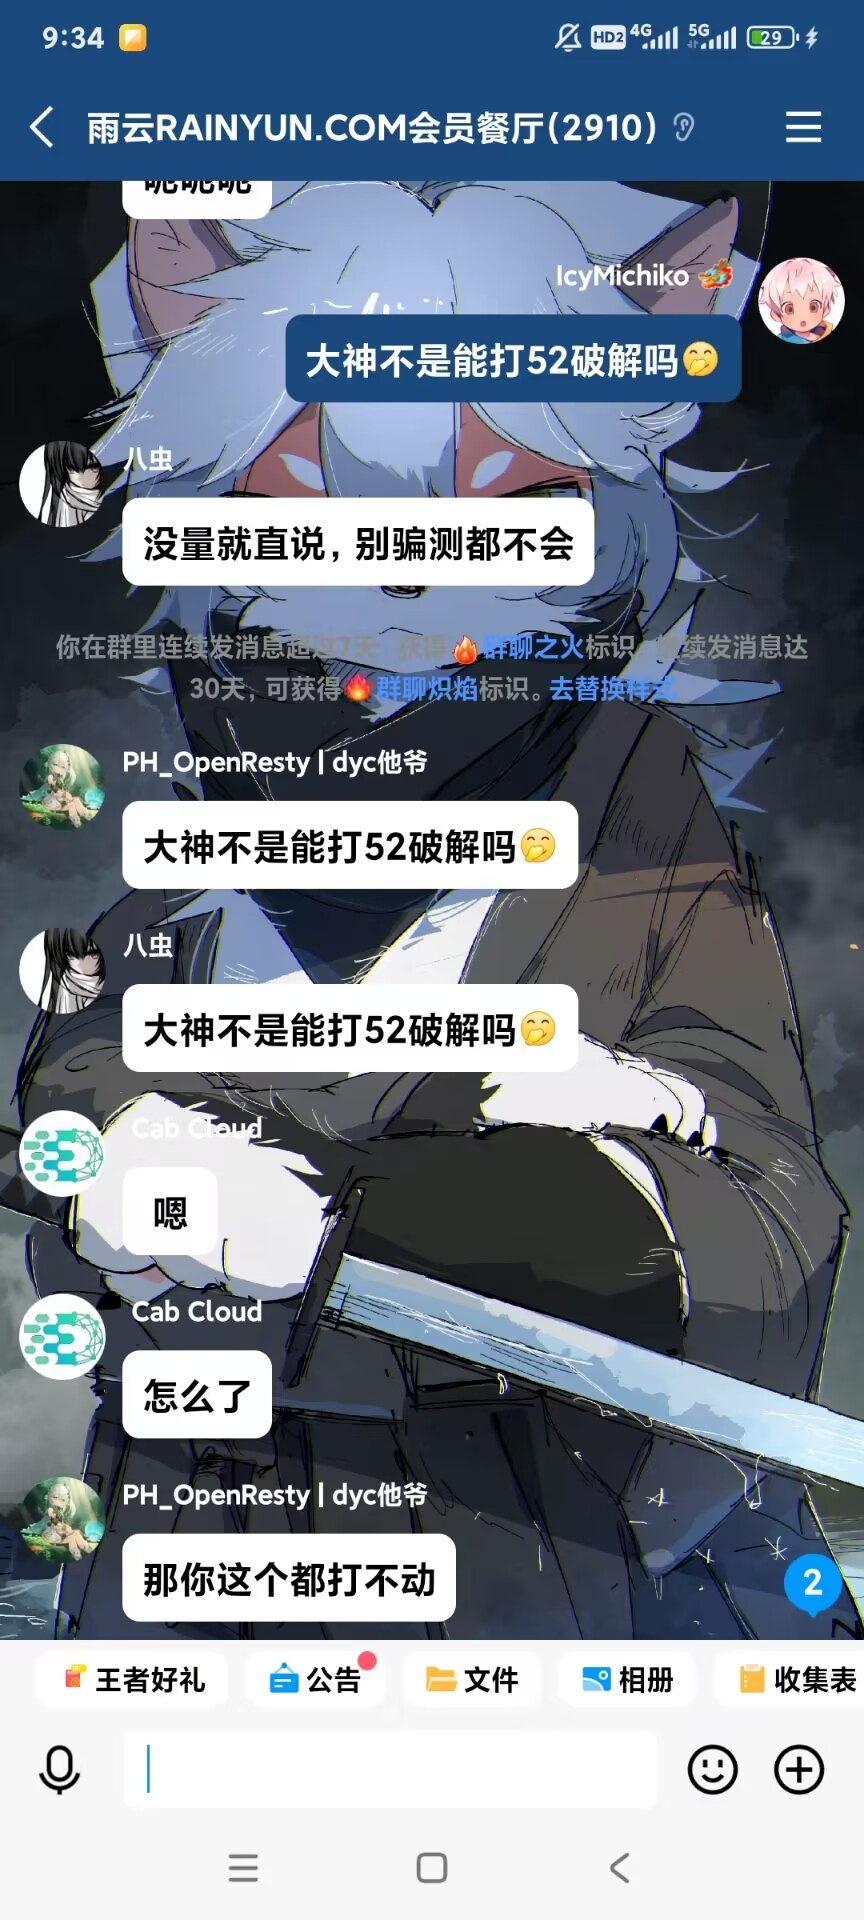 9:34
HD2 4G 5G 29
雨云RAINYUN.COM会员餐厅(2910)
呃呃呃
IcyMichiko
大神不是能打52破解吗🤭
八虫
没量就直说，别骗测都不会
你在群里连续发消息超过7天 获得🔥群聊之火标识 继续发消息达
30天，可获得🔥群聊炽焰标识。去替换样式
PH_OpenResty | dyc他爷
大神不是能打52破解吗🤭
八虫
大神不是能打52破解吗🤭
Cab Cloud
嗯
Cab Cloud
怎么了
PH_OpenResty | dyc他爷
那你这个都打不动
2
王者好礼 公告 文件 相册 收集表